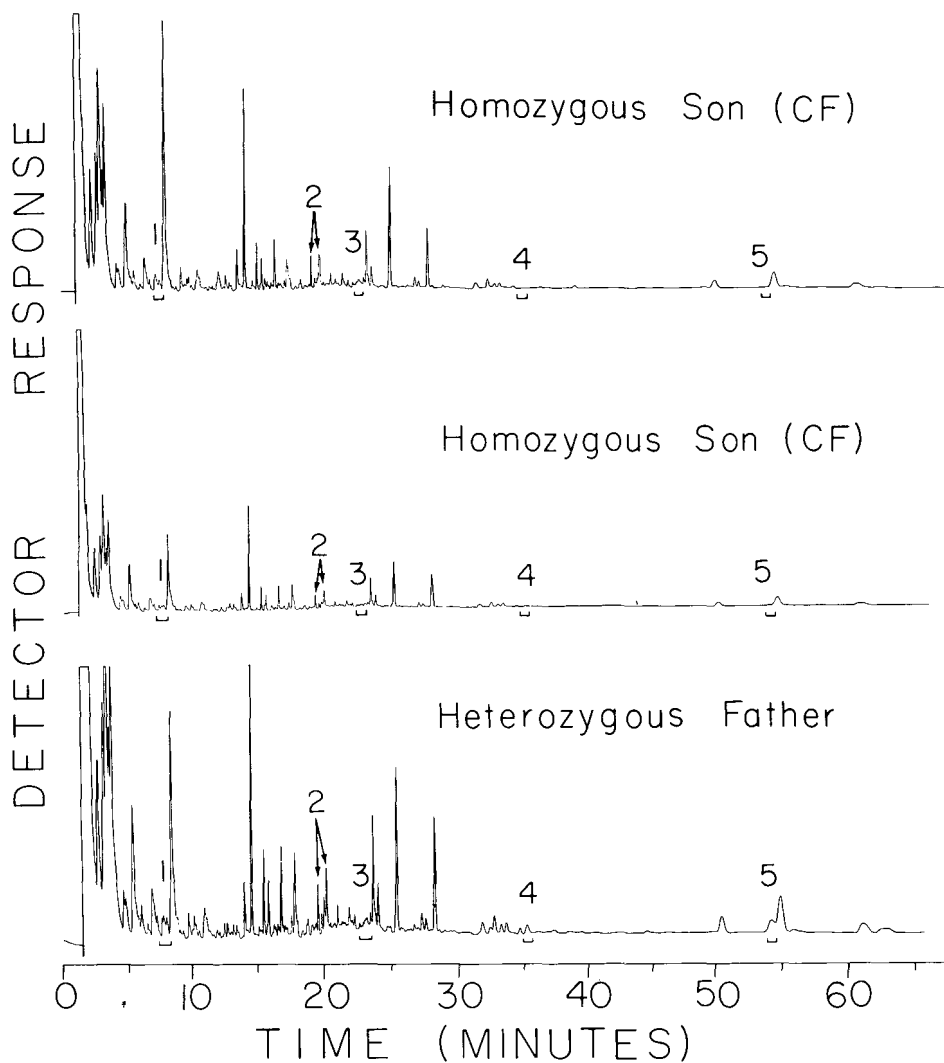 DETECTOR RESPONSE
Homozygous Son (CF)
1 2 3 4 5
Homozygous Son (CF)
1 2 3 4 5
Heterozygous Father
1 2 3 4 5
0 10 20 30 40 50 60
TIME (MINUTES)